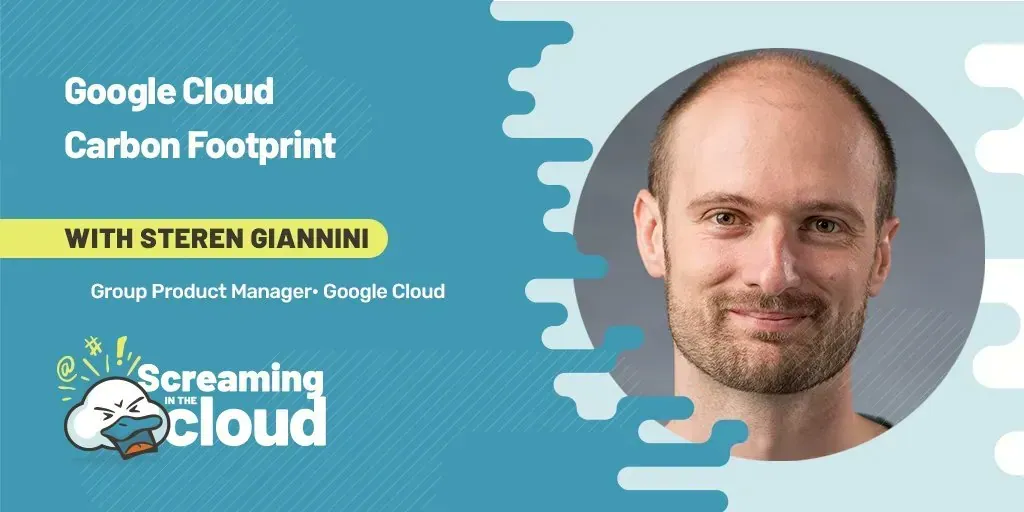 Google Cloud
Carbon Footprint
WITH STEREN GIANNINI
Group Product Manager• Google Cloud
@ # !
Screaming
IN THE
cloud